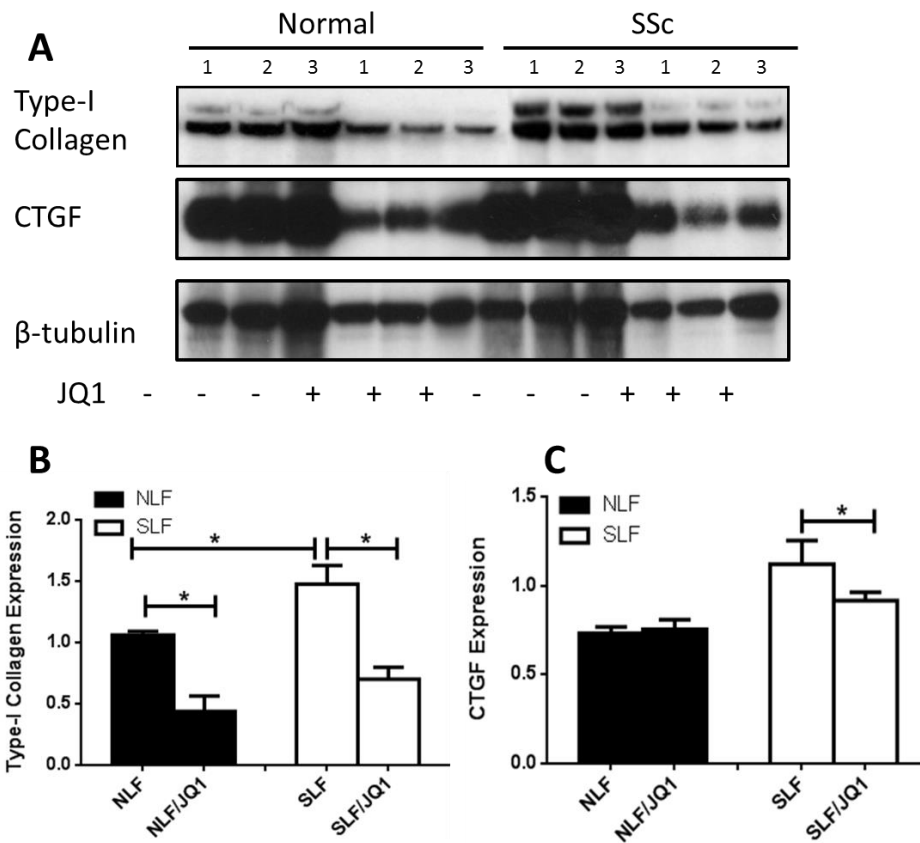 A
Normal
SSc
1 2 3 1 2 3 1 2 3 1 2 3
Type-I
Collagen
CTGF
β-tubulin
JQ1 - - - + + + - - - + + +
B
NLF
SLF
Type-I Collagen Expression
2.0
1.5
1.0
0.5
0.0
* * *
NLF
NLF/JQ1
SLF
SLF/JQ1
C
NLF
SLF
CTGF Expression
1.5
1.0
0.5
0.0
*
NLF
NLF/JQ1
SLF
SLF/JQ1